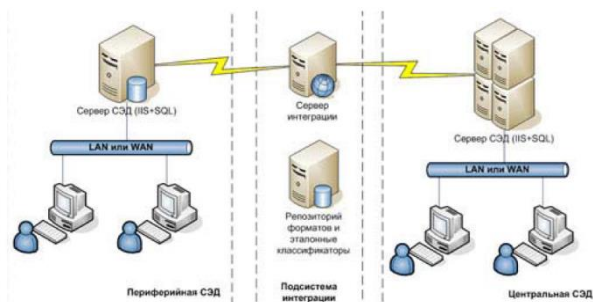 Сервер СЭД (IIS+SQL)
LAN или WAN
Периферийная СЭД
Сервер
интеграции
Репозиторий
форматов и
эталонные
классификаторы
Подсистема
интеграции
Сервер СЭД (IIS+SQL)
LAN или WAN
Центральная СЭД